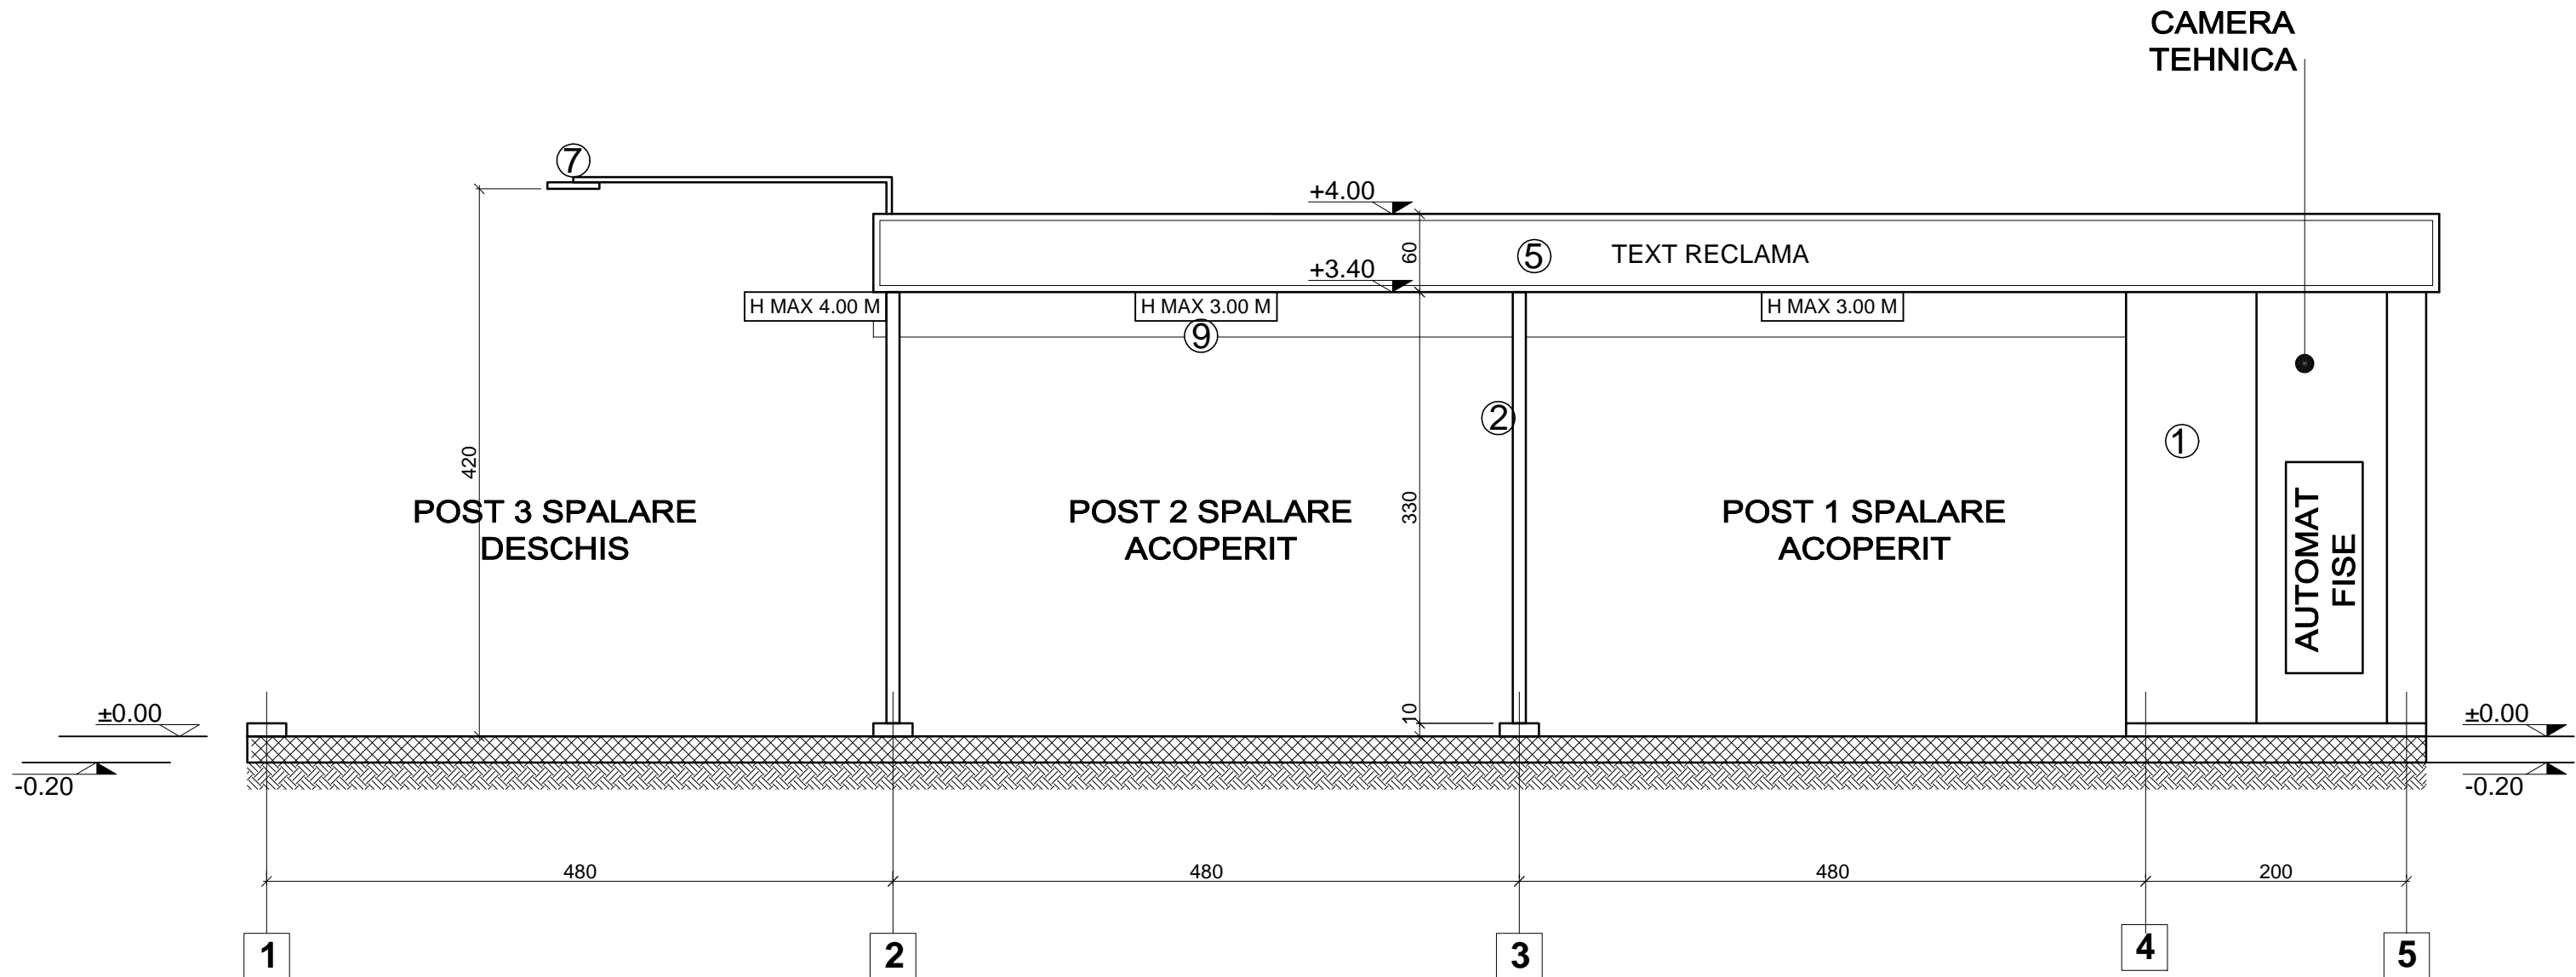 CAMERA
TEHNICA
7
+4.00
60
5
TEXT RECLAMA
+3.40
H MAX 4.00 M
H MAX 3.00 M
H MAX 3.00 M
9
2
1
420
330
POST 3 SPALARE
DESCHIS
POST 2 SPALARE
ACOPERIT
POST 1 SPALARE
ACOPERIT
AUTOMAT
FISE
10
±0.00
±0.00
-0.20
-0.20
480
480
480
200
1
2
3
4
5